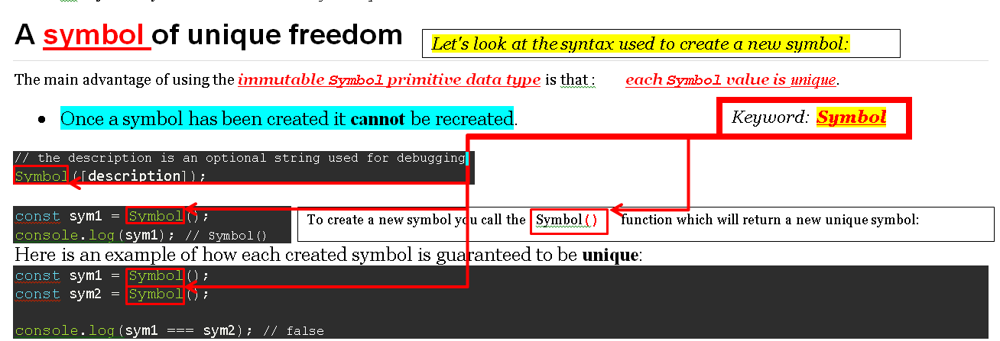 A symbol of unique freedom
Let's look at the syntax used to create a new symbol:
The main advantage of using the immutable Symbol primitive data type is that : each Symbol value is unique.
• Once a symbol has been created it cannot be recreated.
Keyword: Symbol
// the description is an optional string used for debugging
Symbol([description]);
const sym1 = Symbol();
console.log(sym1); // Symbol()
To create a new symbol you call the Symbol() function which will return a new unique symbol:
Here is an example of how each created symbol is guaranteed to be unique:
const sym1 = Symbol();
const sym2 = Symbol();
console.log(sym1 === sym2); // false